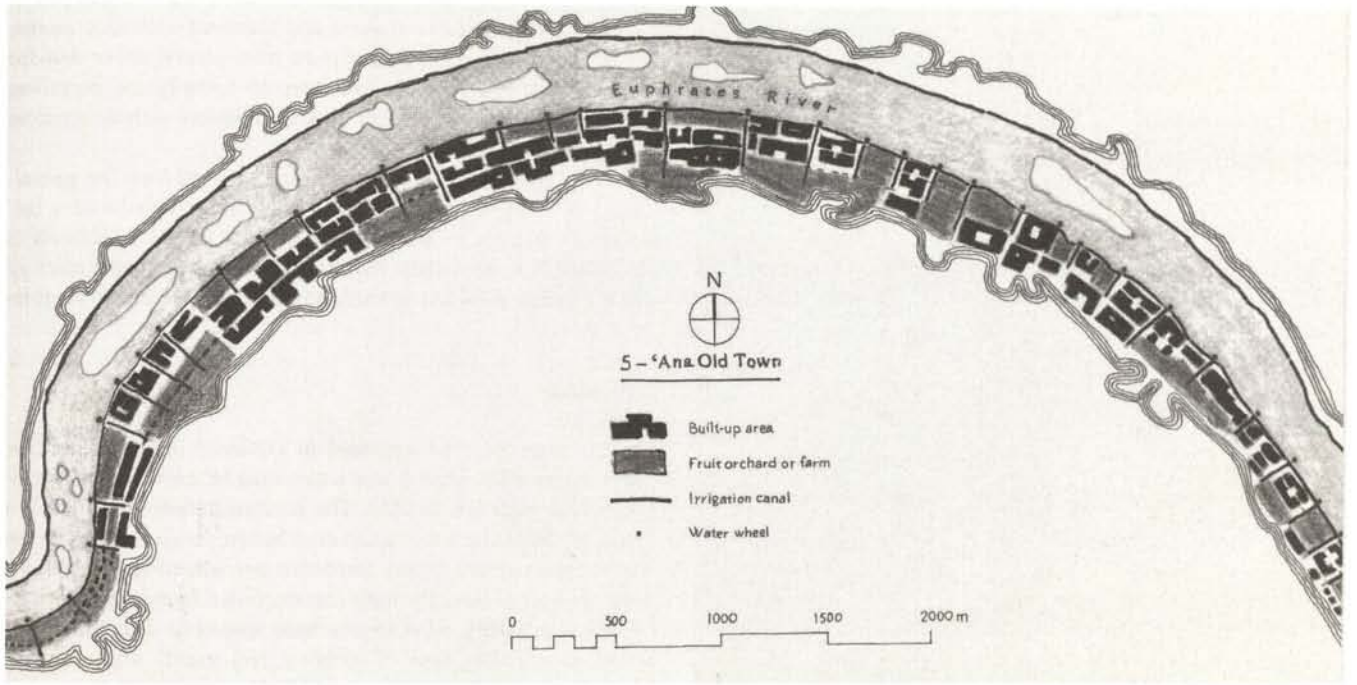 Euphrates River
N
5-'Ana Old Town
Built-up area
Fruit orchard or farm
Irrigation canal
Water wheel
0 500 1000 1500 2000 m